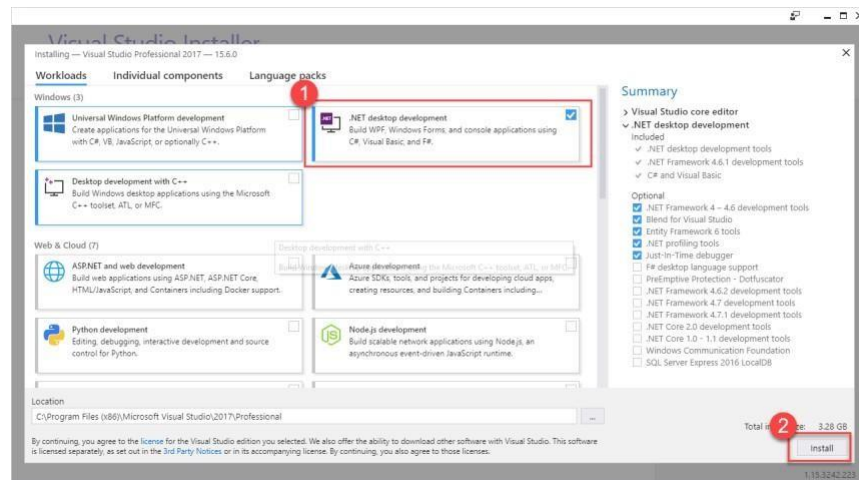 Visual Studio Installer
Installing — Visual Studio Professional 2017 — 15.6.0
Workloads Individual components Language packs
1
Windows (3)
Universal Windows Platform development
Create applications for the Universal Windows Platform
with C#, VB, JavaScript, or optionally C++.
.NET desktop development
Build WPF, Windows Forms, and console applications using
C#, Visual Basic, and F#.
Desktop development with C++
Build Windows desktop applications using the Microsoft
C++ toolset, ATL, or MFC.
Web & Cloud (7)
Desktop development with C++
ASP.NET and web development
Build web applications using ASP.NET, ASP.NET Core,
HTML/JavaScript, and Containers including Docker support.
Azure development
Azure SDKs, tools, and projects for developing cloud apps,
creating resources, and building Containers including...
Python development
Editing, debugging, interactive development and source
control for Python.
Node.js development
Build scalable network applications using Node.js, an
asynchronous event-driven JavaScript runtime.
Summary
> Visual Studio core editor
.NET desktop development
Included
✓ .NET desktop development tools
✓ .NET Framework 4.6.1 development tools
✓ C# and Visual Basic
Optional
.NET Framework 4 – 4.6 development tools
Blend for Visual Studio
Entity Framework 6 tools
.NET profiling tools
Just-In-Time debugger
F# desktop language support
PreEmptive Protection - Dotfuscator
.NET Framework 4.6.2 development tools
.NET Framework 4.7 development tools
.NET Framework 4.7.1 development tools
.NET Core 2.0 development tools
.NET Core 1.0 - 1.1 development tools
Windows Communication Foundation
SQL Server Express 2016 LocalDB
Location
C:\Program Files (x86)\Microsoft Visual Studio\2017\Professional
...
By continuing, you agree to the license for the Visual Studio edition you selected. We also offer the ability to download other software with Visual Studio. This software
is licensed separately, as set out in the 3rd Party Notices or in its accompanying license. By continuing, you also agree to those licenses.
2
Total 3.28 GB
Install
1.15.3242.223